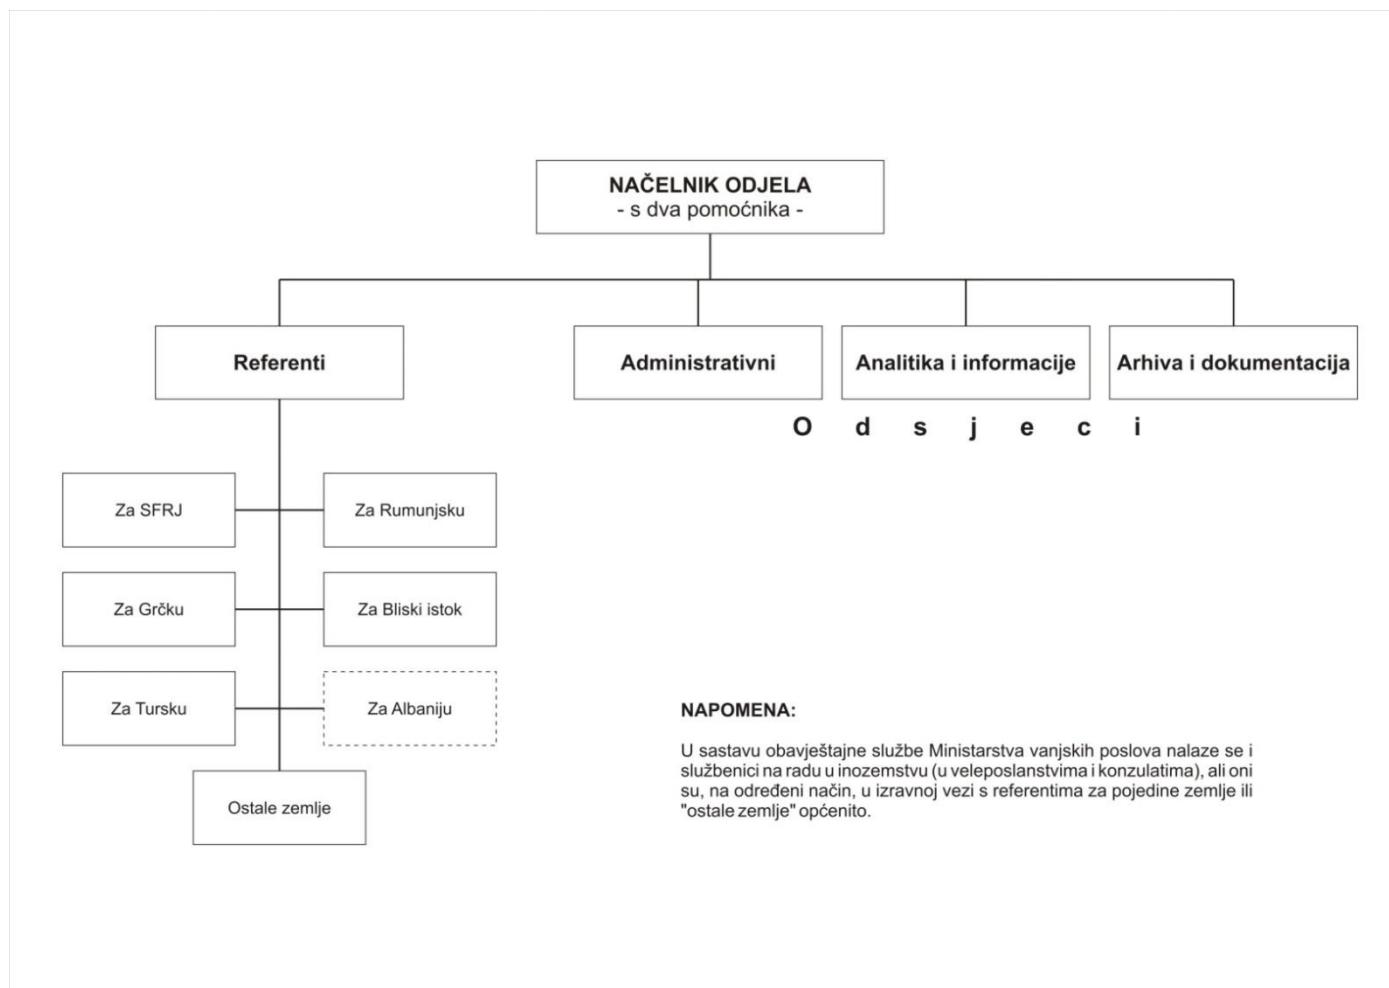 NAČELNIK ODJELA
- s dva pomoćnika -
Referenti
Administrativni
Analitika i informacije
Arhiva i dokumentacija
O d s j e c i
Za SFRJ
Za Rumunjsku
Za Grčku
Za Bliski istok
Za Tursku
Za Albaniju
Ostale zemlje
NAPOMENA:
U sastavu obavještajne službe Ministarstva vanjskih poslova nalaze se i
službenici na radu u inozemstvu (u veleposlanstvima i konzulatima), ali oni
su, na određeni način, u izravnoj vezi s referentima za pojedine zemlje ili
"ostale zemlje" općenito.